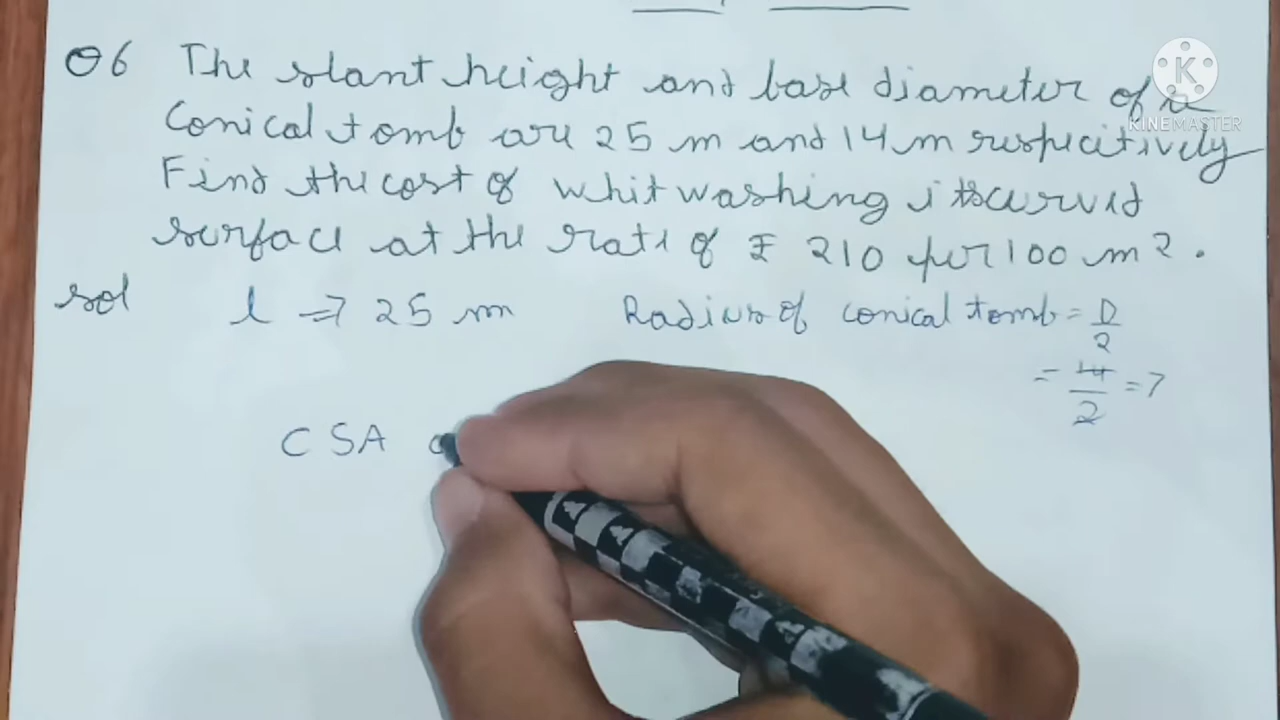 Q6 The slant height and base diameter of a
Conical tomb are 25 m and 14 m respecitively
Find the cost of whitwashing its curved
surface at the rate of ₹ 210 per 100 m2.
sol l => 25 m Radius of conical tomb = D/2
= 14/2 = 7
CSA
K
KINEMASTER